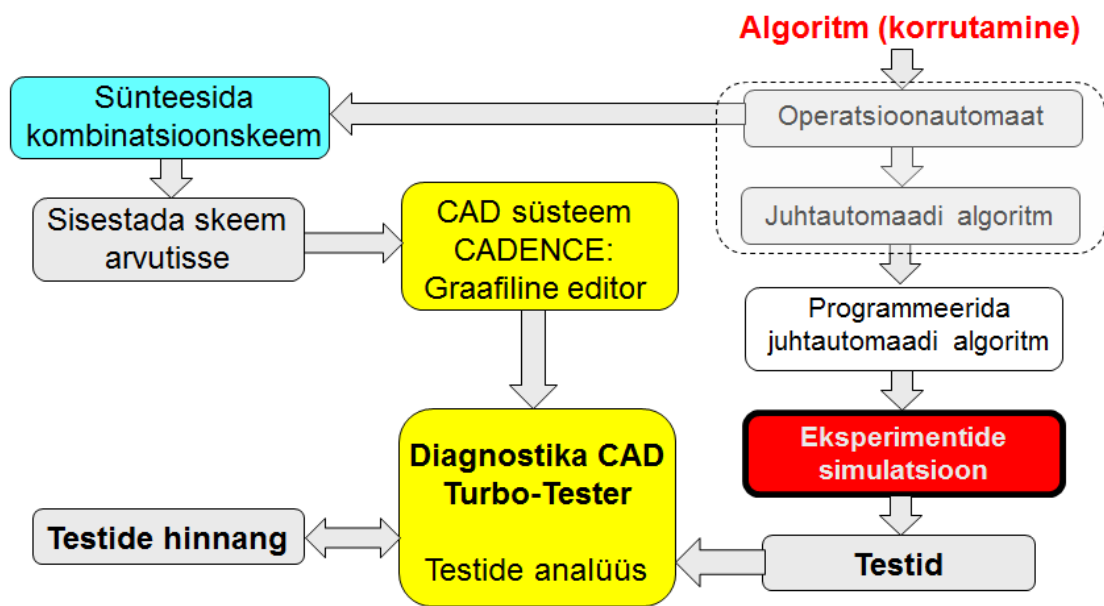 Algoritm (korrutamine)
Sünteesida
kombinatsioonskeem
Operatsioonautomaat
Sisestada skeem
arvutisse
CAD süsteem
CADENCE:
Graafiline editor
Juhtautomaadi algoritm
Programmeerida
juhtautomaadi algoritm
Eksperimentide
simulatsioon
Diagnostika CAD
Turbo-Tester
Testide analüüs
Testide hinnang
Testid